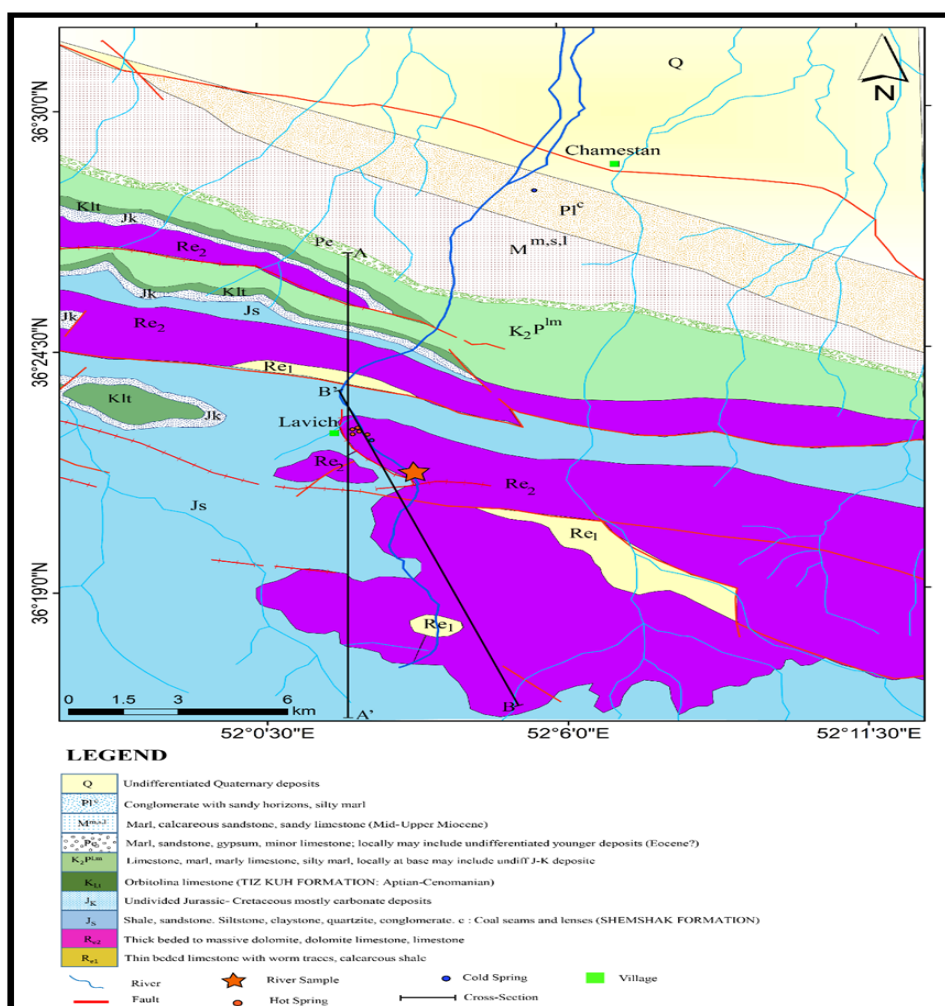 Q
N
36°30'0"N
Chamestan
Pl^c
Klt
Jk
Pe
A
M^m,s,l
Re2
Jk
Klt
Js
K2P^lm
Jk
Re2
36°24'30"N
Re1
B'
Klt
Jk
Lavich
Re2
Re2
Js
Re1
36°19'0"N
Re1
0 1.5 3 6
km
A'
B
52°0'30"E 52°6'0"E 52°11'30"E
LEGEND
Q Undifferentiated Quaternary deposits
Pl^c Conglomerate with sandy horizons, silty marl
M^m,s,l Marl, calcareous sandstone, sandy limestone (Mid-Upper Miocene)
Pe Marl, sandstone, gypsum, minor limestone; locally may include undifferentiated younger deposits (Eocene?)
K2P^l,m Limestone, marl, marly limestone, silty marl, locally at base may include undiff J-K deposite
KLt Orbitolina limestone (TIZ KUH FORMATION: Aptian-Cenomanian)
JK Undivided Jurassic- Cretaceous mostly carbonate deposits
JS Shale, sandstone. Siltstone, claystone, quartzite, conglomerate. c : Coal seams and lenses (SHEMSHAK FORMATION)
Re2 Thick beded to massive dolomite, dolomite limestone, limestone
Re1 Thin beded limestone with worm traces, calcareous shale
River River Sample Cold Spring Village
Fault Hot Spring Cross-Section